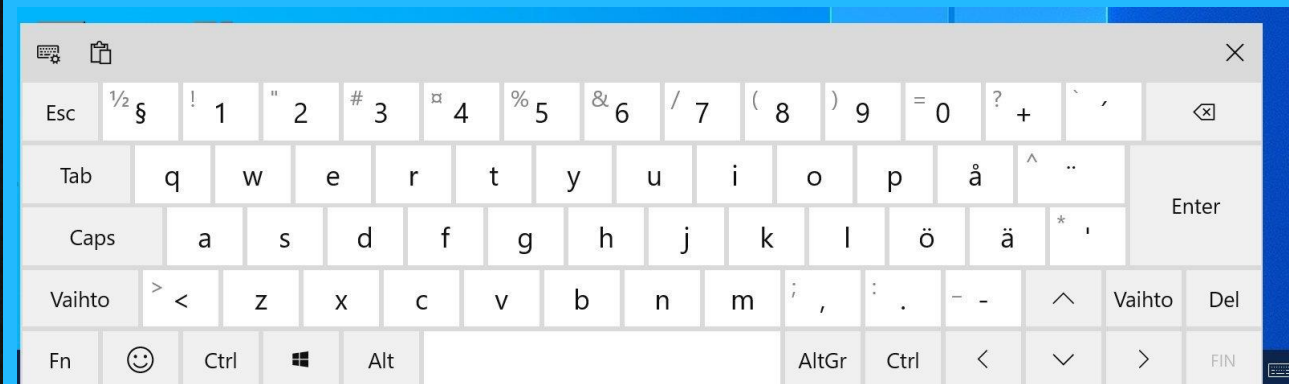 Esc ½ § ! 1 " 2 # 3 ¤ 4 % 5 & 6 / 7 ( 8 ) 9 = 0 ? + ` ´
Tab q w e r t y u i o p å ^ ¨ Enter
Caps a s d f g h j k l ö ä * '
Vaihto > < z x c v b n m ; , : . _ - Vaihto Del
Fn Ctrl Alt AltGr Ctrl FIN